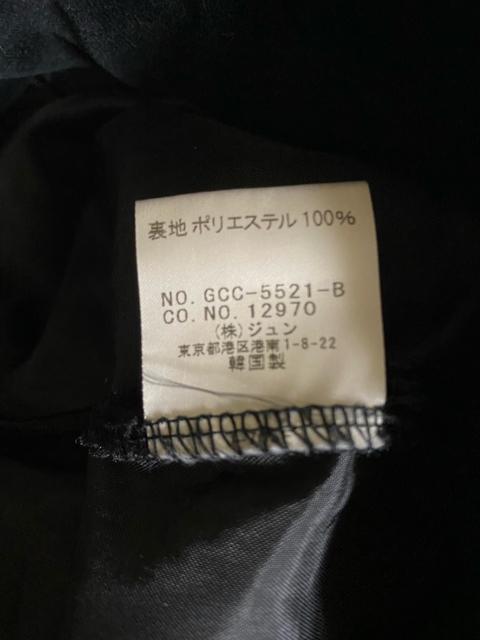 裏地 ポリエステル 100%
NO. GCC-5521-B
CO. NO. 12970
(株)ジュン
東京都港区港南1-8-22
韓国製